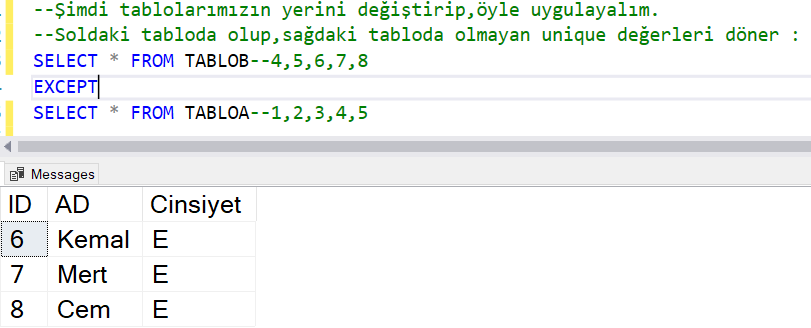 --Şimdi tablolarımızın yerini değiştirip,öyle uygulayalım.
--Soldaki tabloda olup,sağdaki tabloda olmayan unique değerleri döner :
SELECT * FROM TABLOB--4,5,6,7,8
EXCEPT
SELECT * FROM TABLOA--1,2,3,4,5
Messages
ID AD Cinsiyet
6 Kemal E
7 Mert E
8 Cem E